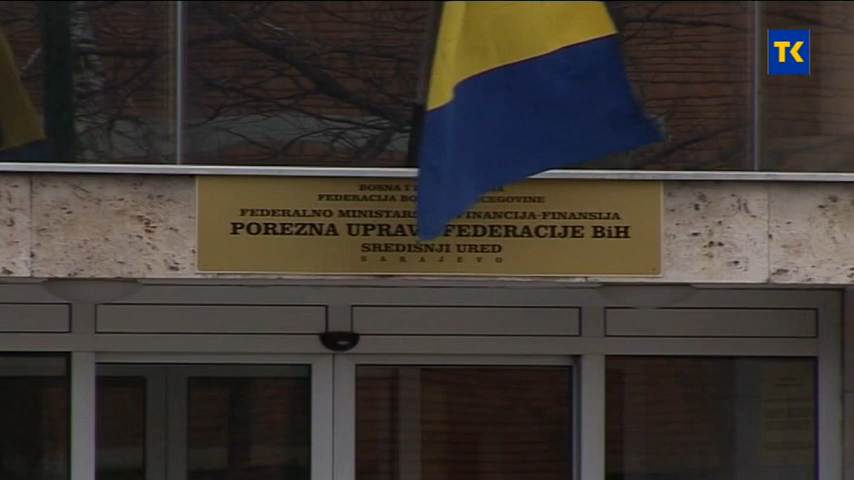 TK
BOSNA I
FEDERACIJA
FEDERALNO FINANCIJA-FINANSIJA
POREZNA FEDERACIJE BiH
SREDIŠNJI URED
SARAJEVO